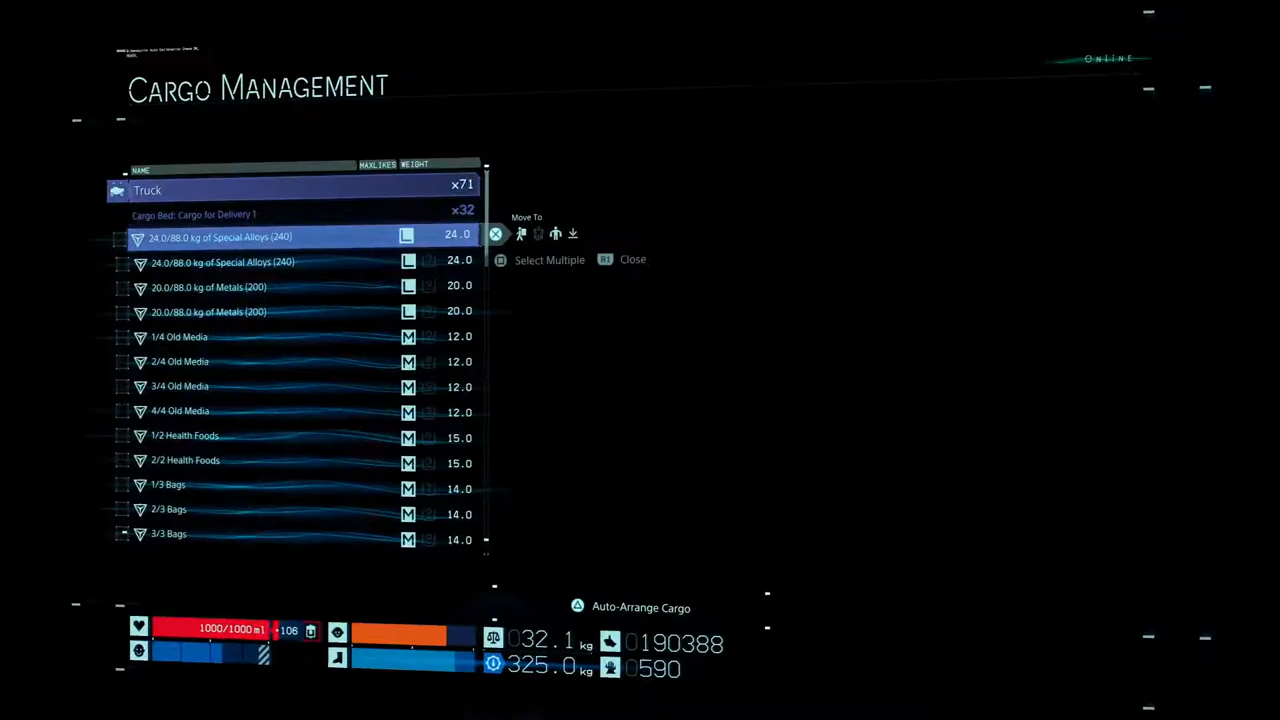 CARGO MANAGEMENT
ONLINE
NAME MAXLIKES WEIGHT
Truck x71
Cargo Bed: Cargo for Delivery 1 x32
24.0/88.0 kg of Special Alloys (240) L 24.0
24.0/88.0 kg of Special Alloys (240) L 24.0
20.0/88.0 kg of Metals (200) L 20.0
20.0/88.0 kg of Metals (200) L 20.0
1/4 Old Media M 12.0
2/4 Old Media M 12.0
3/4 Old Media M 12.0
4/4 Old Media M 12.0
1/2 Health Foods M 15.0
2/2 Health Foods M 15.0
1/3 Bags M 14.0
2/3 Bags M 14.0
3/3 Bags M 14.0
Move To
Select Multiple R1 Close
Auto-Arrange Cargo
1000/1000 ml 106
032.1 kg 0190388
325.0 kg 0590